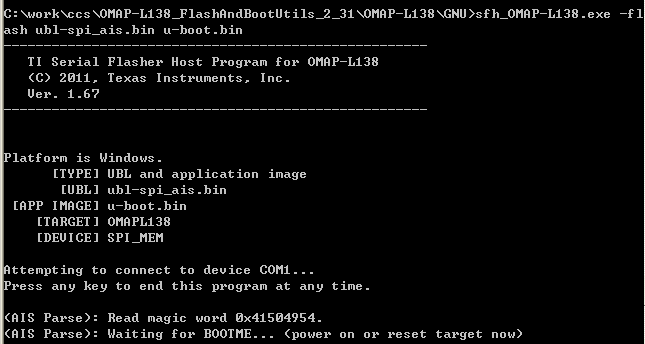 C:\work\ccs\OMAP-L138_FlashAndBootUtils_2_31\OMAP-L138\GNU>sfh_OMAP-L138.exe -fl
ash ubl-spi_ais.bin u-boot.bin
-----------------------------------------------------
TI Serial Flasher Host Program for OMAP-L138
(C) 2011, Texas Instruments, Inc.
Ver. 1.67
-----------------------------------------------------
Platform is Windows.
[TYPE] UBL and application image
[UBL] ubl-spi_ais.bin
[APP IMAGE] u-boot.bin
[TARGET] OMAPL138
[DEVICE] SPI_MEM
Attempting to connect to device COM1...
Press any key to end this program at any time.
(AIS Parse): Read magic word 0x41504954.
(AIS Parse): Waiting for BOOTME... (power on or reset target now)